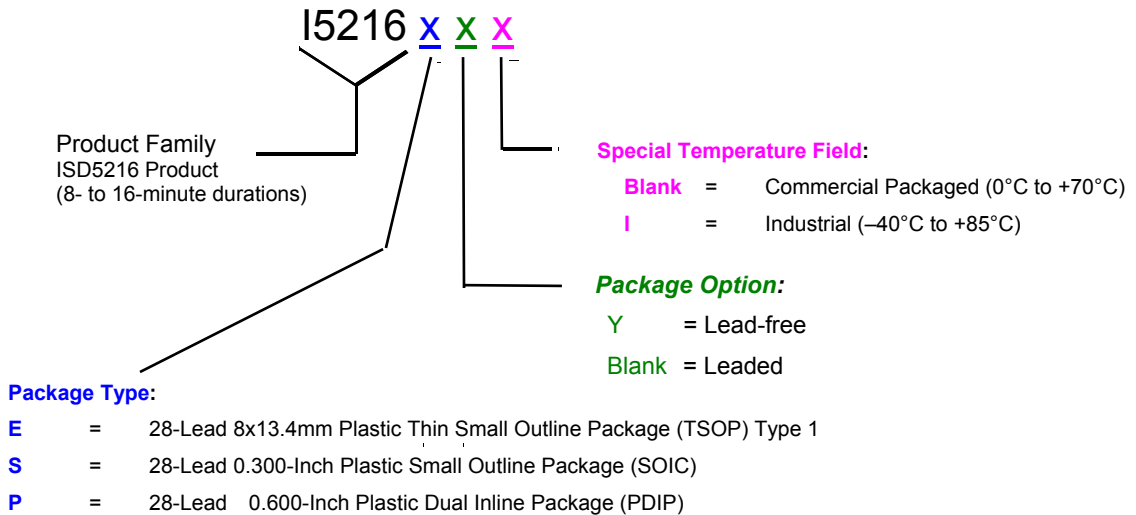 I5216 X X X
Product Family
ISD5216 Product
(8- to 16-minute durations)
Special Temperature Field:
Blank = Commercial Packaged (0°C to +70°C)
I = Industrial (–40°C to +85°C)
Package Option:
Y = Lead-free
Blank = Leaded
Package Type:
E = 28-Lead 8x13.4mm Plastic Thin Small Outline Package (TSOP) Type 1
S = 28-Lead 0.300-Inch Plastic Small Outline Package (SOIC)
P = 28-Lead 0.600-Inch Plastic Dual Inline Package (PDIP)